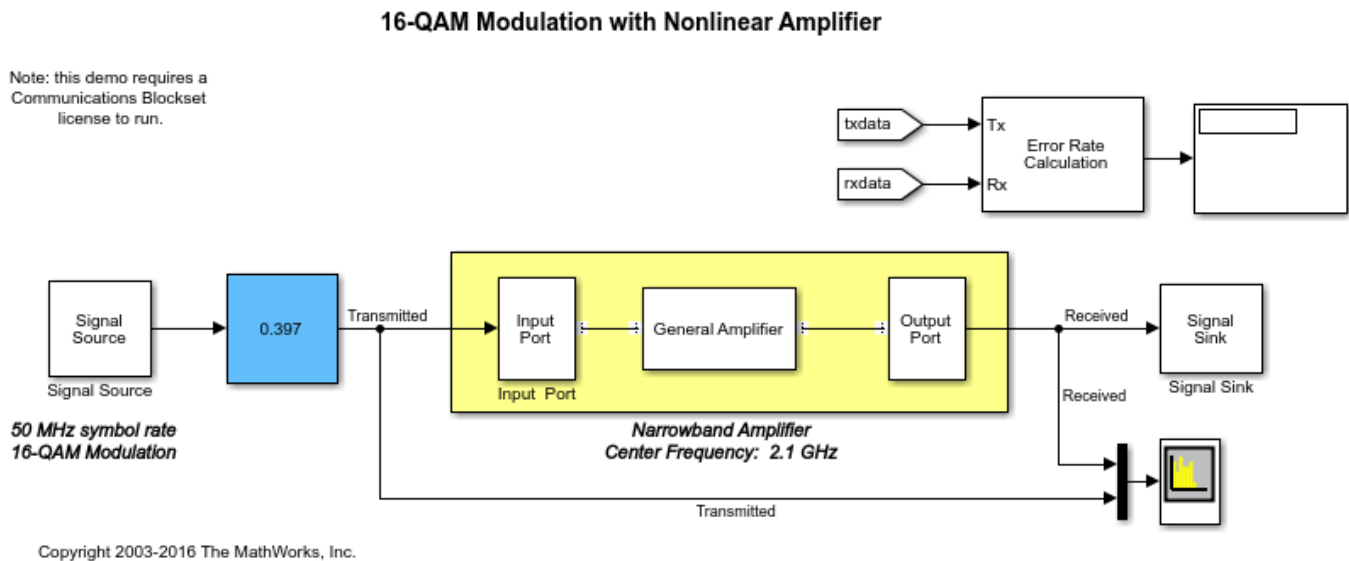 16-QAM Modulation with Nonlinear Amplifier
Note: this demo requires a
Communications Blockset
license to run.
txdata
Tx
Error Rate
Calculation
rxdata
Rx
Signal
Source
Signal Source
0.397
Transmitted
Input
Port
Input Port
General Amplifier
Output
Port
Received
Signal
Sink
Signal Sink
Received
50 MHz symbol rate
16-QAM Modulation
Narrowband Amplifier
Center Frequency: 2.1 GHz
Transmitted
Copyright 2003-2016 The MathWorks, Inc.